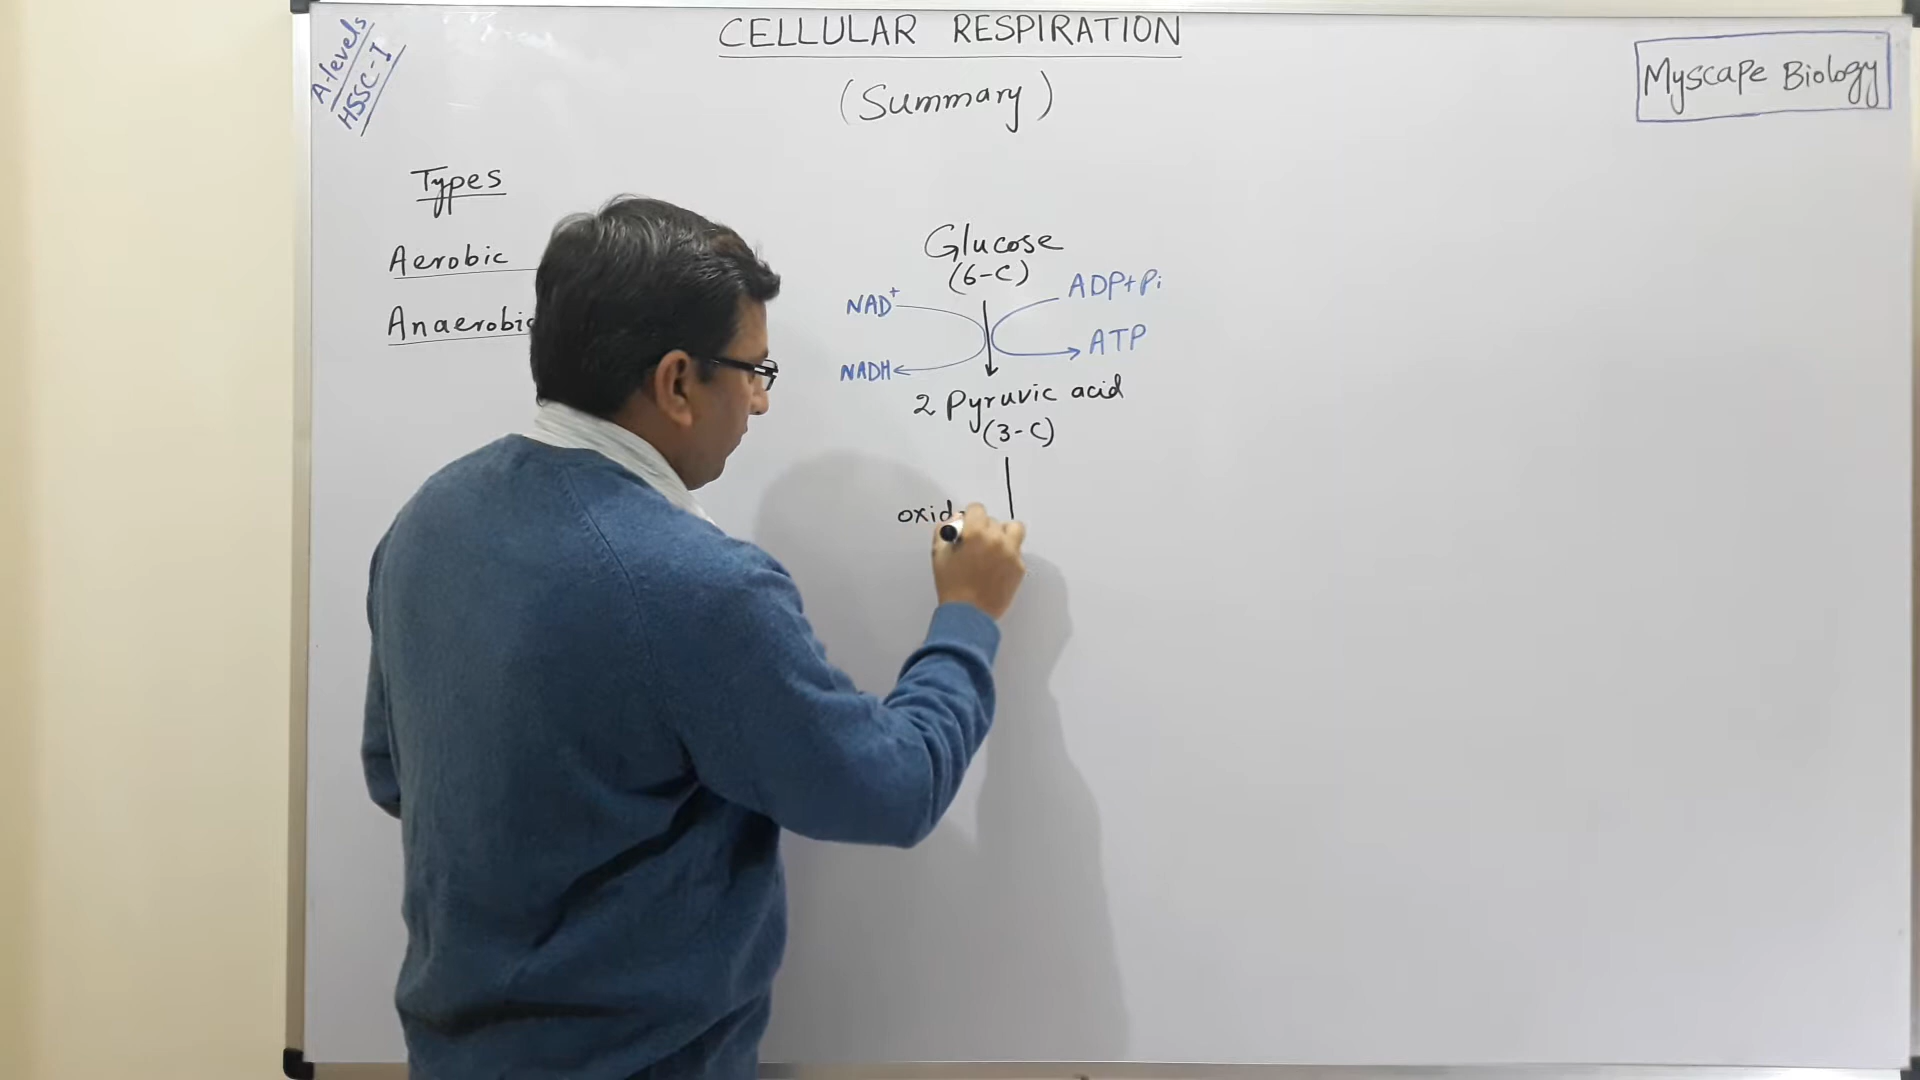 CELLULAR RESPIRATION
(Summary)
A-levels
HSSC-I
Myscape Biology
Types
Aerobic
Anaerobic
Glucose
(6-C)
NAD+
ADP+Pi
NADH
ATP
2 Pyruvic acid
(3-C)
oxid